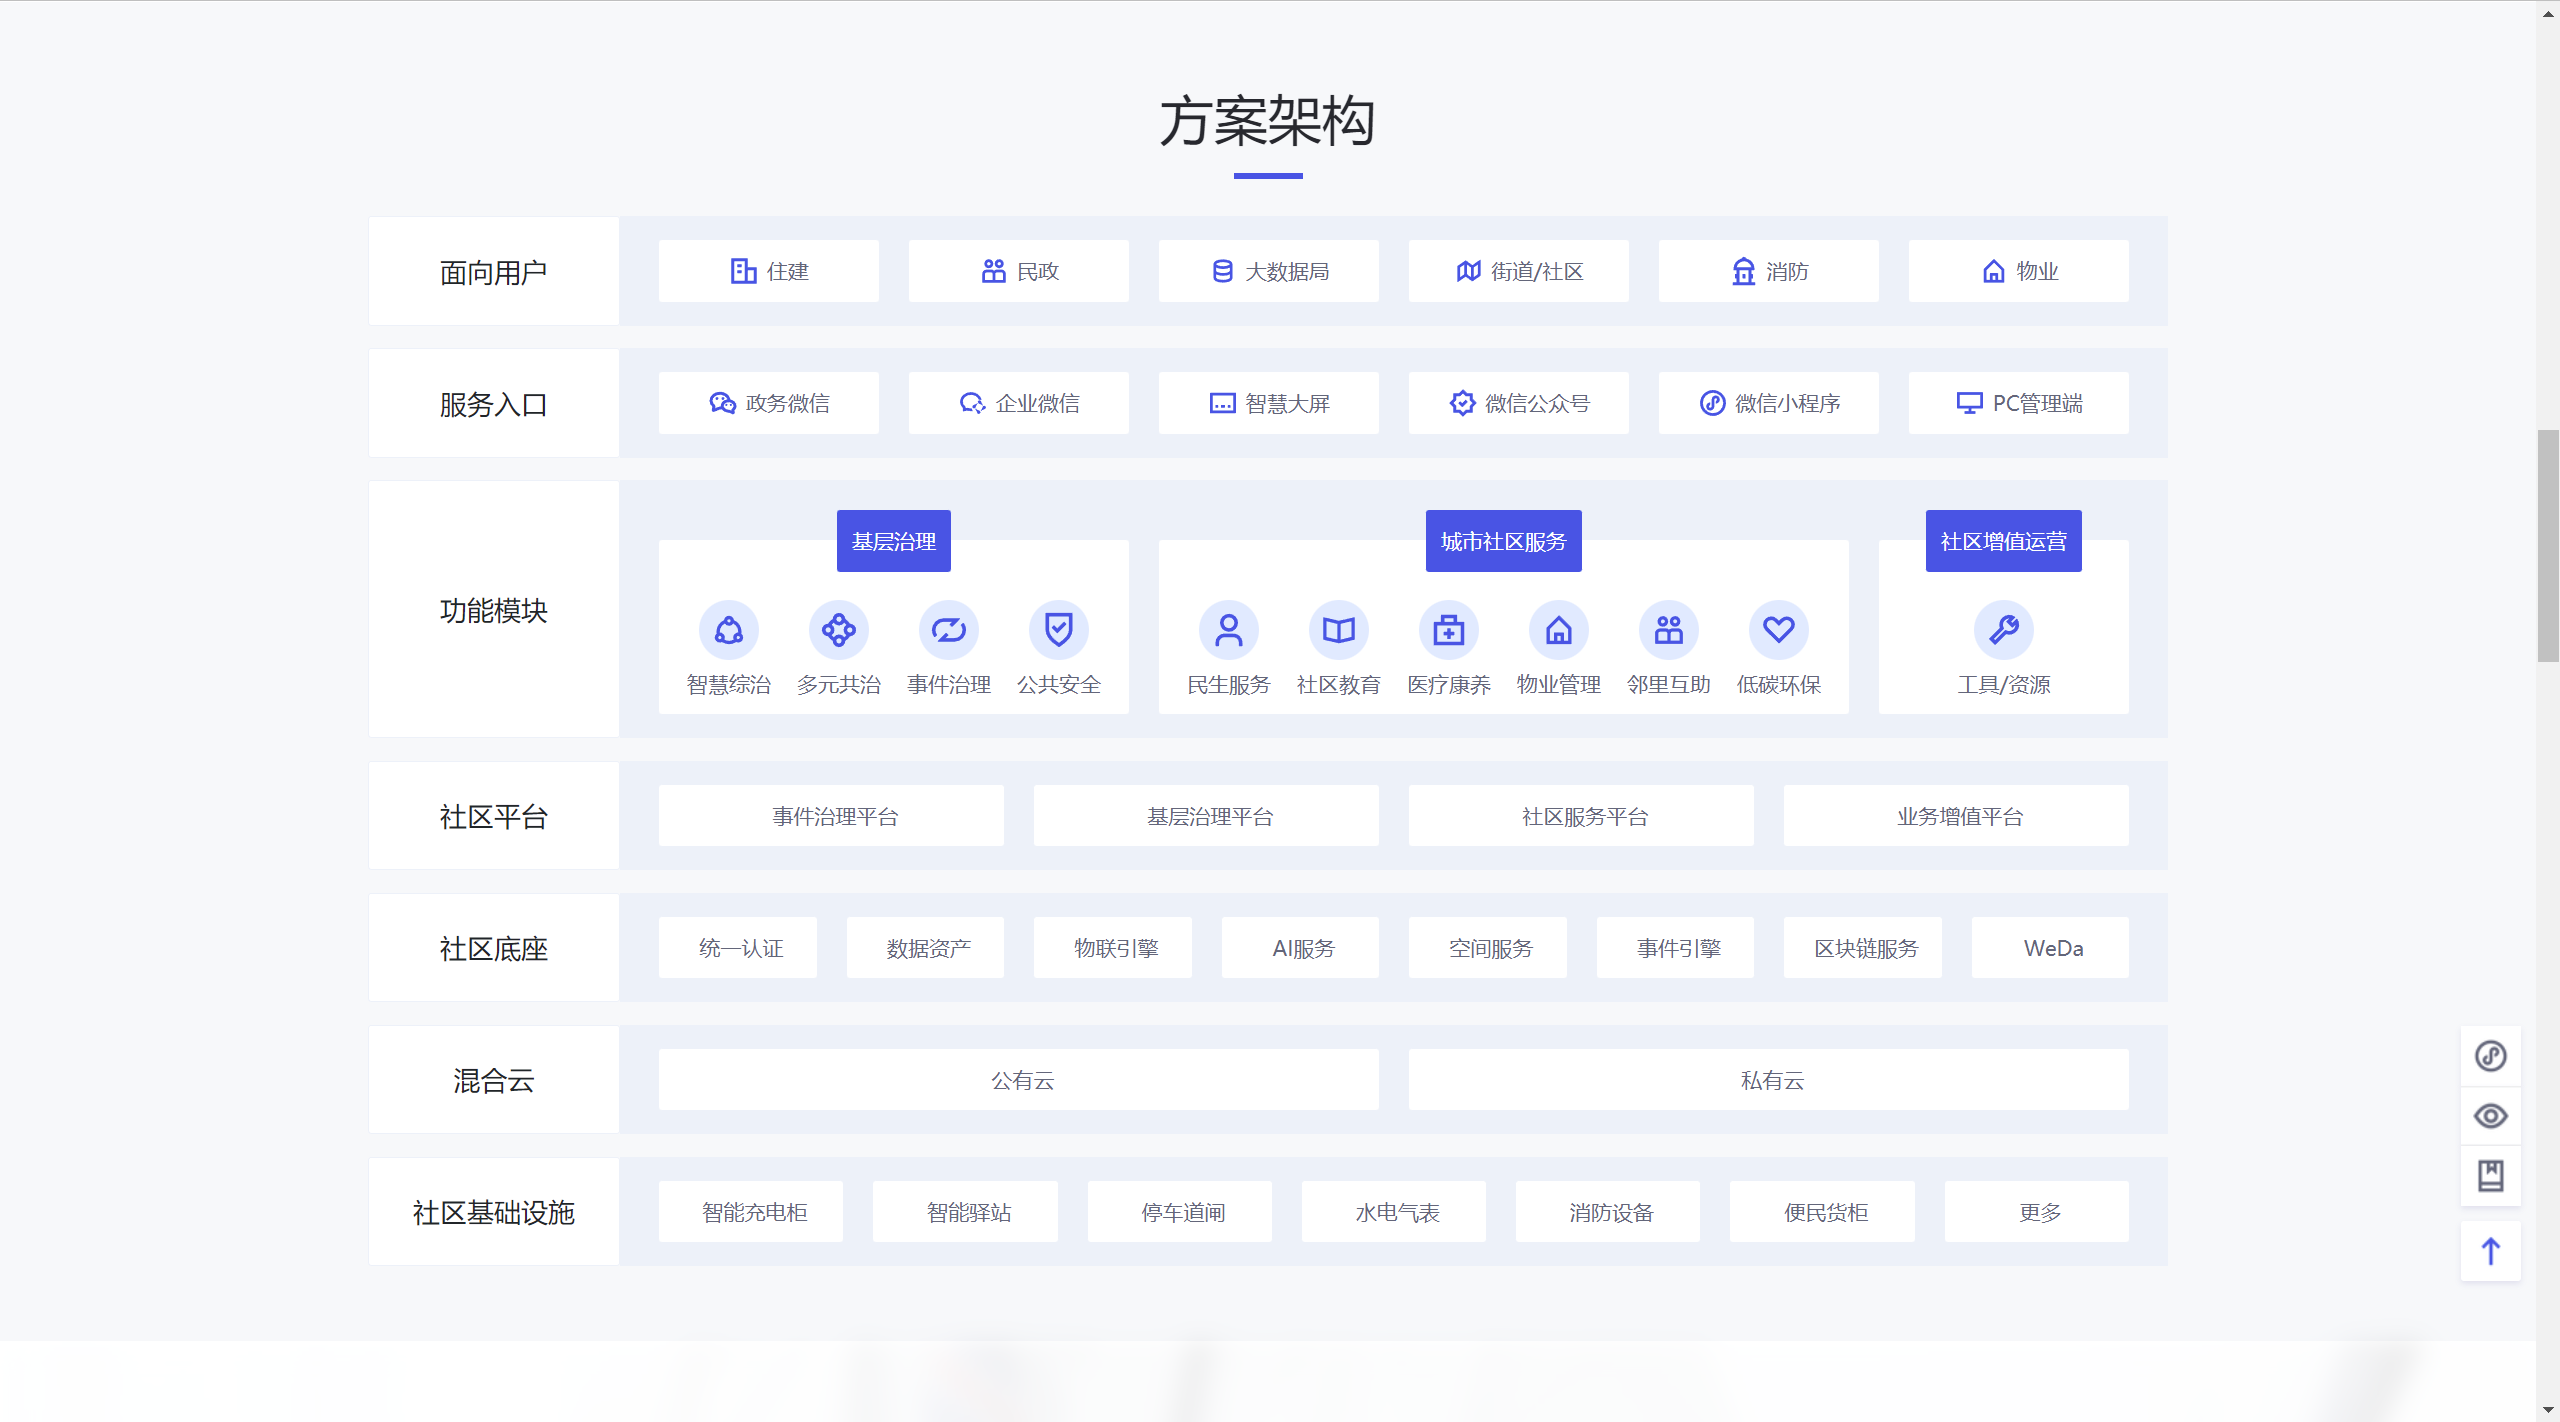 方案架构
面向用户
住建
民政
大数据局
街道/社区
消防
物业
服务入口
政务微信
企业微信
智慧大屏
微信公众号
微信小程序
PC管理端
功能模块
基层治理
智慧综治
多元共治
事件治理
公共安全
城市社区服务
民生服务
社区教育
医疗康养
物业管理
邻里互助
低碳环保
社区增值运营
工具/资源
社区平台
事件治理平台
基层治理平台
社区服务平台
业务增值平台
社区底座
统一认证
数据资产
物联引擎
AI服务
空间服务
事件引擎
区块链服务
WeDa
混合云
公有云
私有云
社区基础设施
智能充电柜
智能驿站
停车道闸
水电气表
消防设备
便民货柜
更多